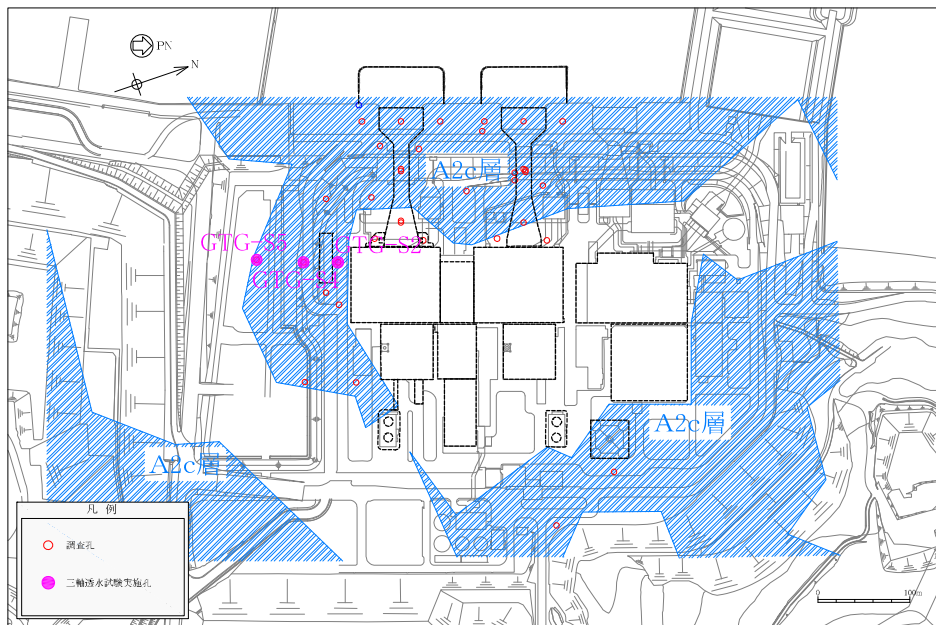 PN
N
A2c層
GTG-S5
GTG-S2
GTG-S4
A2c層
A2c層
凡 例
調査孔
三軸透水試験実施孔
0
100m